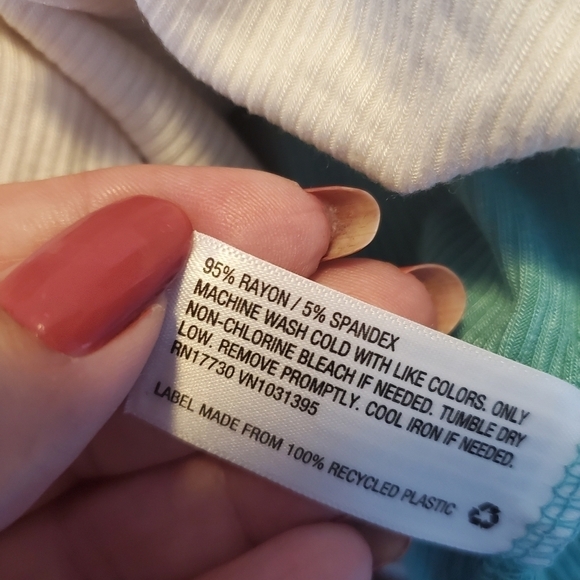 95% RAYON / 5% SPANDEX
MACHINE WASH COLD WITH LIKE COLORS. ONLY
NON-CHLORINE BLEACH IF NEEDED. TUMBLE DRY
LOW. REMOVE PROMPTLY. COOL IRON IF NEEDED.
RN17730 VN1031395
LABEL MADE FROM 100% RECYCLED PLASTIC